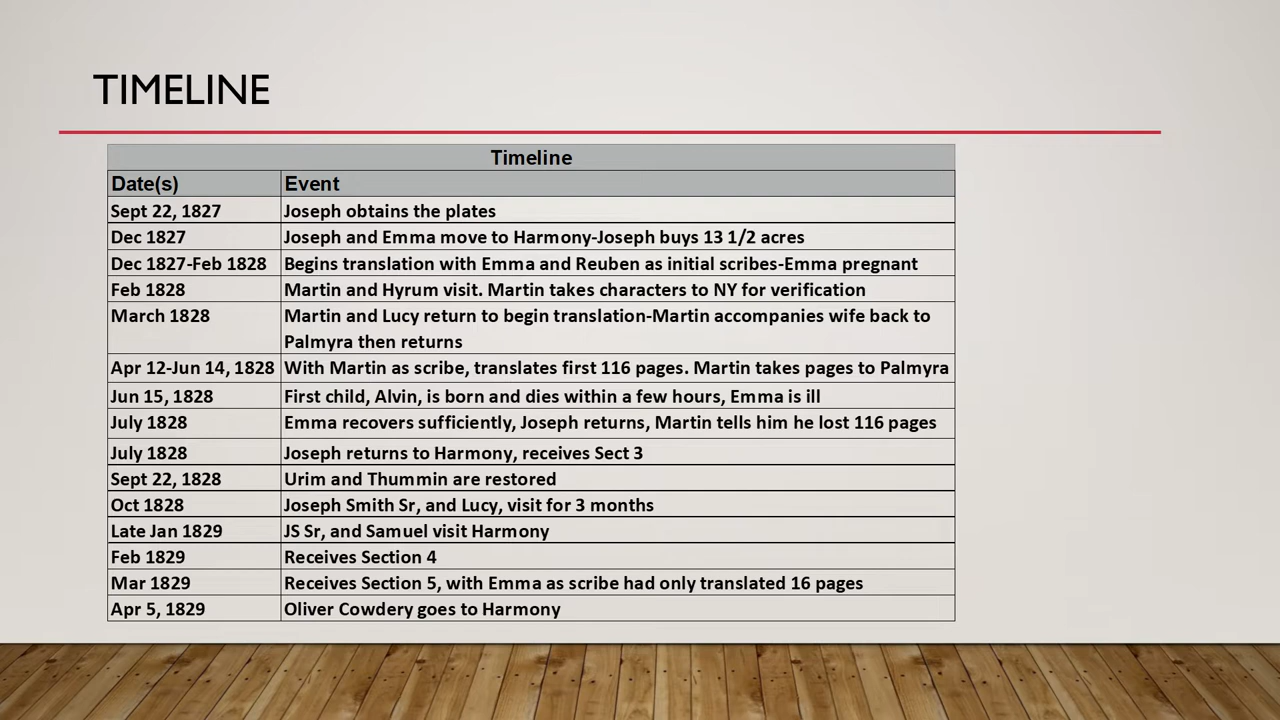 TIMELINE
Timeline
Date(s) Event
Sept 22, 1827 Joseph obtains the plates
Dec 1827 Joseph and Emma move to Harmony-Joseph buys 13 1/2 acres
Dec 1827-Feb 1828 Begins translation with Emma and Reuben as initial scribes-Emma pregnant
Feb 1828 Martin and Hyrum visit. Martin takes characters to NY for verification
March 1828 Martin and Lucy return to begin translation-Martin accompanies wife back to
Palmyra then returns
Apr 12-Jun 14, 1828 With Martin as scribe, translates first 116 pages. Martin takes pages to Palmyra
Jun 15, 1828 First child, Alvin, is born and dies within a few hours, Emma is ill
July 1828 Emma recovers sufficiently, Joseph returns, Martin tells him he lost 116 pages
July 1828 Joseph returns to Harmony, receives Sect 3
Sept 22, 1828 Urim and Thummin are restored
Oct 1828 Joseph Smith Sr, and Lucy, visit for 3 months
Late Jan 1829 JS Sr, and Samuel visit Harmony
Feb 1829 Receives Section 4
Mar 1829 Receives Section 5, with Emma as scribe had only translated 16 pages
Apr 5, 1829 Oliver Cowdery goes to Harmony